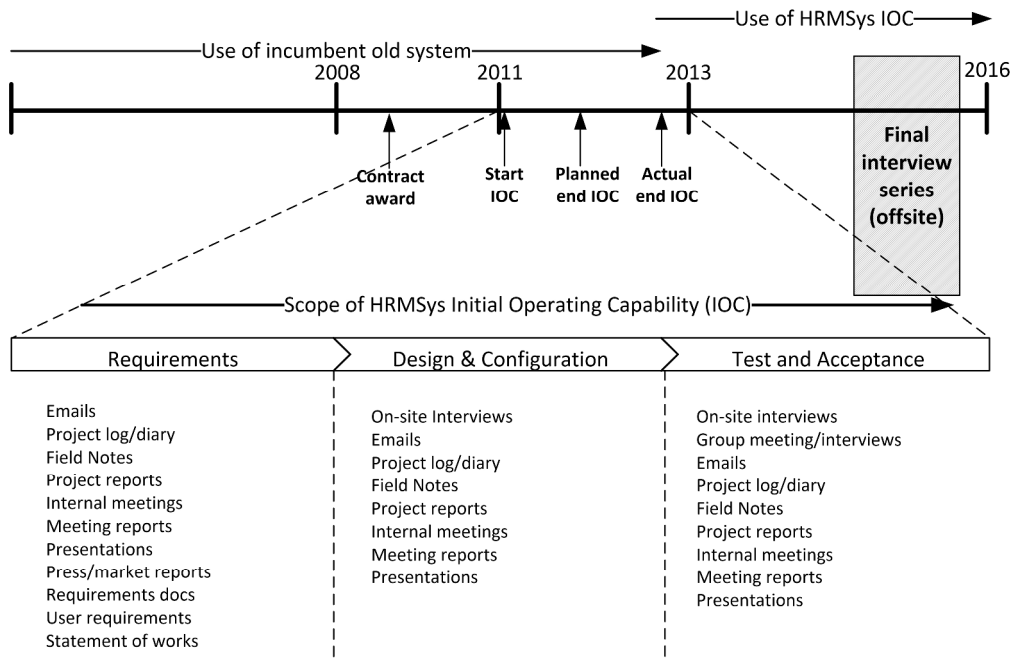 Use of HRMSys IOC
Use of incumbent old system
2008
2011
2013
2016
Contract
award
Start
IOC
Planned
end IOC
Actual
end IOC
Final
interview
series
(offsite)
Scope of HRMSys Initial Operating Capability (IOC)
Requirements
Design & Configuration
Test and Acceptance
Emails
Project log/diary
Field Notes
Project reports
Internal meetings
Meeting reports
Presentations
Press/market reports
Requirements docs
User requirements
Statement of works
On-site Interviews
Emails
Project log/diary
Field Notes
Project reports
Internal meetings
Meeting reports
Presentations
On-site interviews
Group meeting/interviews
Emails
Project log/diary
Field Notes
Project reports
Internal meetings
Meeting reports
Presentations